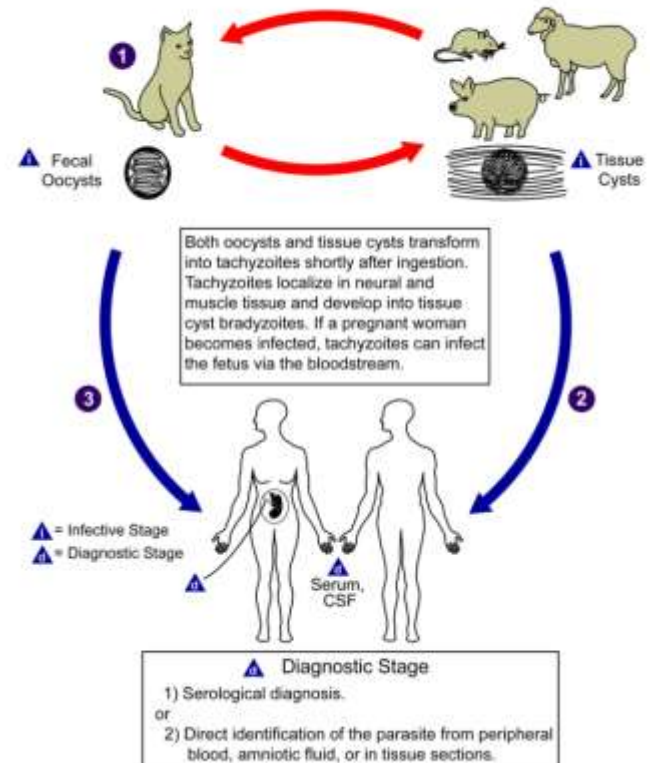 1
i Fecal
Oocysts
i Tissue
Cysts
Both oocysts and tissue cysts transform
into tachyzoites shortly after ingestion.
Tachyzoites localize in neural and
muscle tissue and develop into tissue
cyst bradyzoites. If a pregnant woman
becomes infected, tachyzoites can infect
the fetus via the bloodstream.
3
2
i = Infective Stage
d = Diagnostic Stage
d
d
Serum,
CSF
d Diagnostic Stage
1) Serological diagnosis.
or
2) Direct identification of the parasite from peripheral
blood, amniotic fluid, or in tissue sections.